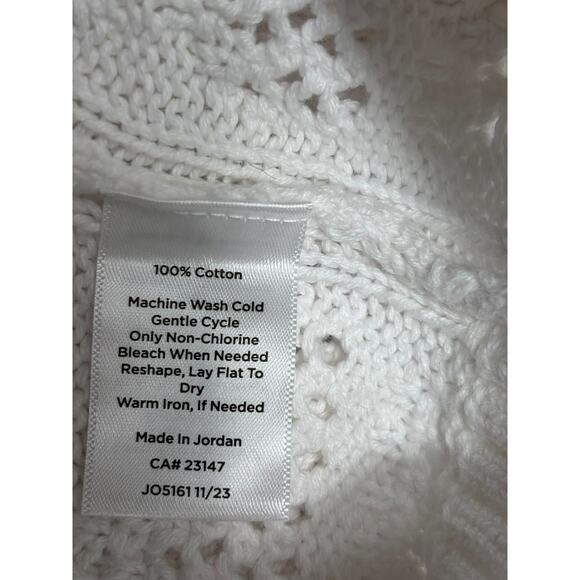 100% Cotton
Machine Wash Cold
Gentle Cycle
Only Non-Chlorine
Bleach When Needed
Reshape, Lay Flat To
Dry
Warm Iron, If Needed
Made In Jordan
CA# 23147
JO5161 11/23